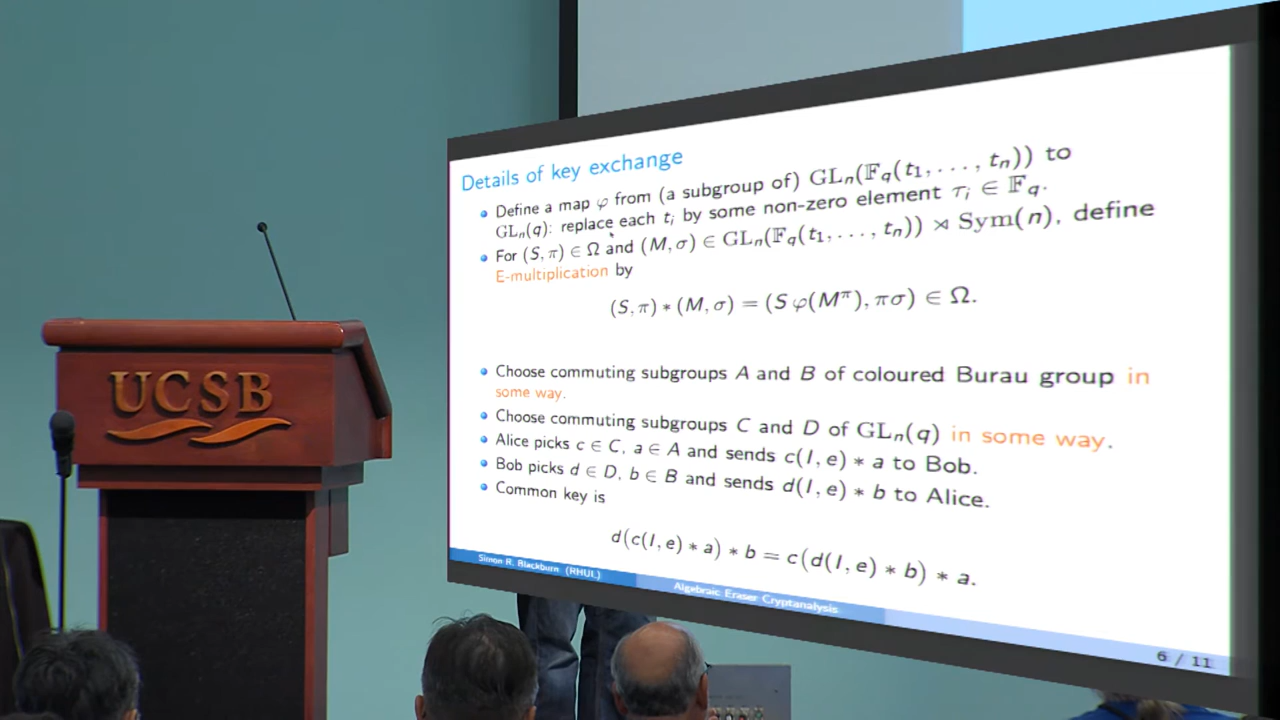 UCSB
Details of key exchange
Define a map φ from (a subgroup of) GLₙ(𝔽_q(t₁, . . . , tₙ)) to
GLₙ(q): replace each tᵢ by some non-zero element τᵢ ∈ 𝔽_q.
For (S, π) ∈ Ω and (M, σ) ∈ GLₙ(𝔽_q(t₁, . . . , tₙ)) ⋊ Sym(n), define
E-multiplication by
(S, π) ∗ (M, σ) = (S φ(M^π), πσ) ∈ Ω.
Choose commuting subgroups A and B of coloured Burau group in
some way.
Choose commuting subgroups C and D of GLₙ(q) in some way.
Alice picks c ∈ C, a ∈ A and sends c(I, e) ∗ a to Bob.
Bob picks d ∈ D, b ∈ B and sends d(I, e) ∗ b to Alice.
Common key is
d(c(I, e) ∗ a) ∗ b = c(d(I, e) ∗ b) ∗ a.
Simon R. Blackburn (RHUL)
Algebraic Eraser Cryptanalysis
6 / 11